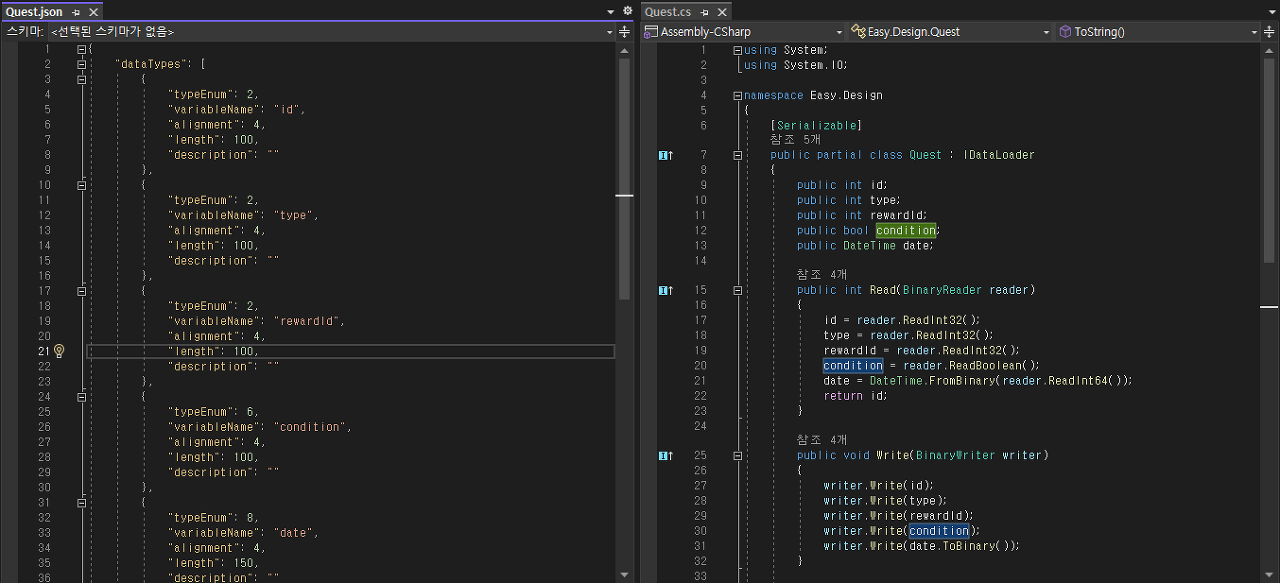 Quest.json
스키마: <선택된 스키마가 없음>
1 {
2 "dataTypes": [
3 {
4 "typeEnum": 2,
5 "variableName": "id",
6 "alignment": 4,
7 "length": 100,
8 "description": ""
9 },
10 {
11 "typeEnum": 2,
12 "variableName": "type",
13 "alignment": 4,
14 "length": 100,
15 "description": ""
16 },
17 {
18 "typeEnum": 2,
19 "variableName": "rewardId",
20 "alignment": 4,
21 "length": 100,
22 "description": ""
23 },
24 {
25 "typeEnum": 6,
26 "variableName": "condition",
27 "alignment": 4,
28 "length": 100,
29 "description": ""
30 },
31 {
32 "typeEnum": 8,
33 "variableName": "date",
34 "alignment": 4,
35 "length": 150,
36 "description": ""
Quest.cs
Assembly-CSharp Easy.Design.Quest ToString()
1 using System;
2 using System.IO;
3
4 namespace Easy.Design
5 {
6 [Serializable]
참조 5개
7 public partial class Quest : IDataLoader
8 {
9 public int id;
10 public int type;
11 public int rewardId;
12 public bool condition;
13 public DateTime date;
14
참조 4개
15 public int Read(BinaryReader reader)
16 {
17 id = reader.ReadInt32();
18 type = reader.ReadInt32();
19 rewardId = reader.ReadInt32();
20 condition = reader.ReadBoolean();
21 date = DateTime.FromBinary(reader.ReadInt64());
22 return id;
23 }
24
참조 4개
25 public void Write(BinaryWriter writer)
26 {
27 writer.Write(id);
28 writer.Write(type);
29 writer.Write(rewardId);
30 writer.Write(condition);
31 writer.Write(date.ToBinary());
32 }
33